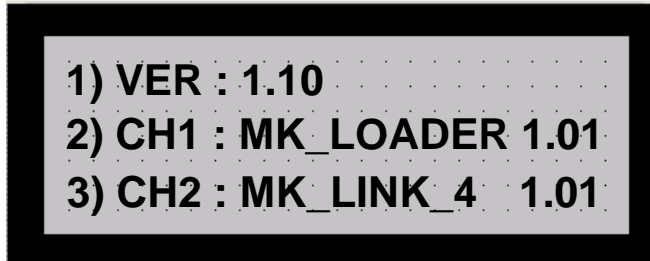 1) VER : 1.10
2) CH1 : MK_LOADER 1.01
3) CH2 : MK_LINK_4 1.01